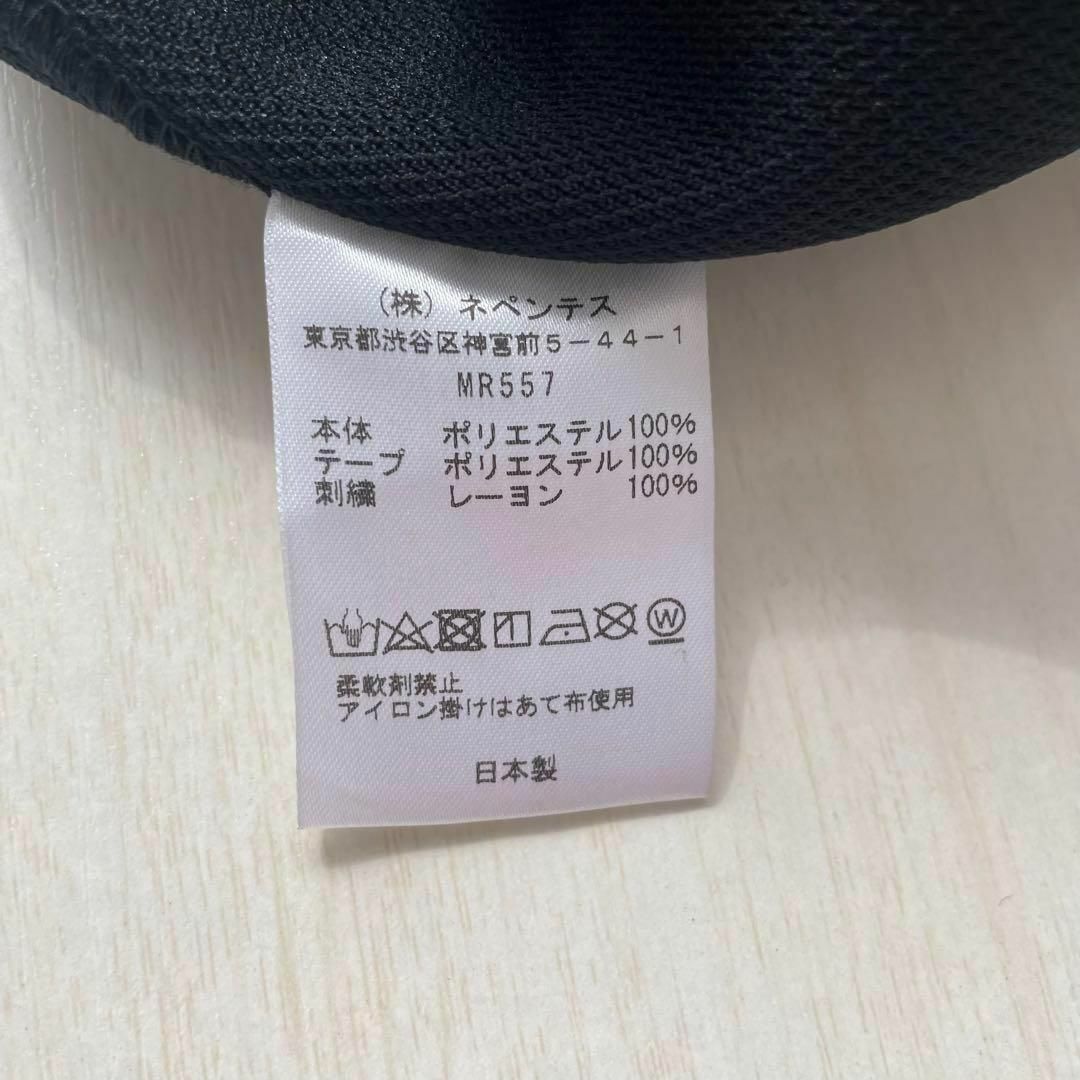 （株）ネペンテス
東京都渋谷区神宮前5－44－1
MR557
本体 ポリエステル100%
テープ ポリエステル100%
刺繍 レーヨン 100%
W
柔軟剤禁止
アイロン掛けはあて布使用
日本製